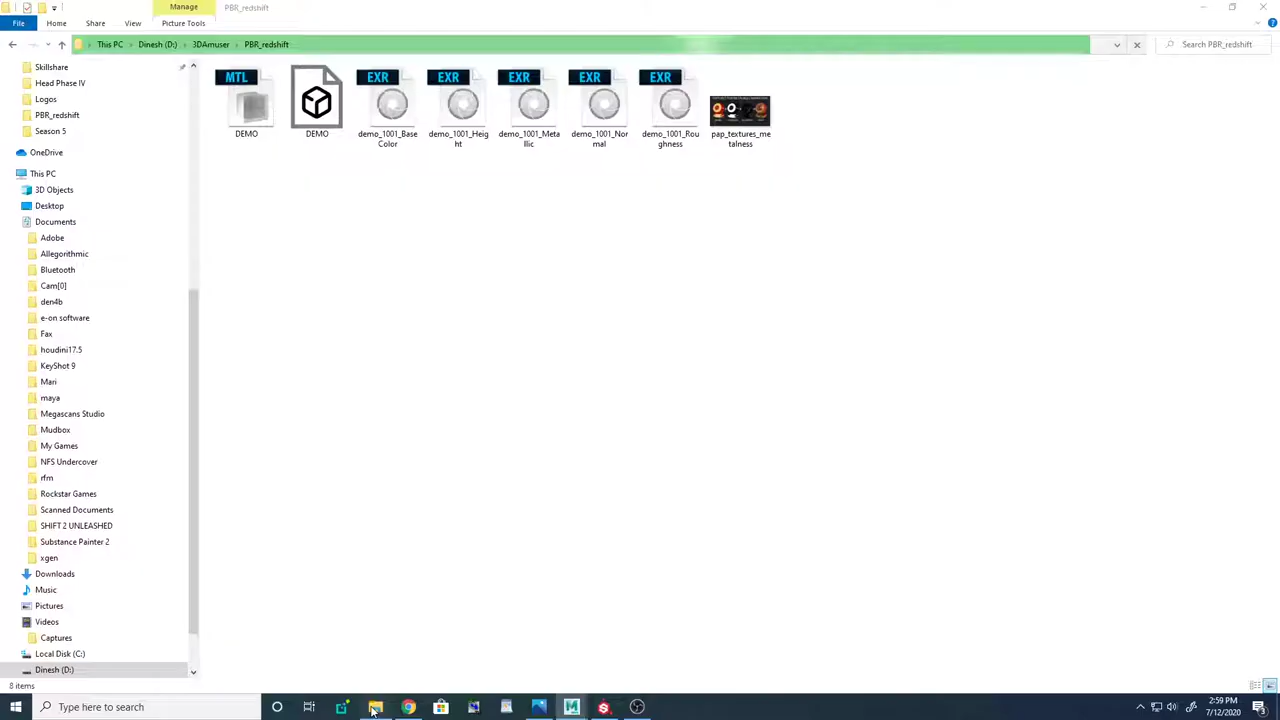 Manage
PBR_redshift
File
Home
Share
View
Picture Tools
This PC
Dinesh (D:)
3DAmuser
PBR_redshift
Search PBR_redshift
Skillshare
Head Phase IV
Logos
PBR_redshift
Season 5
OneDrive
This PC
3D Objects
Desktop
Documents
Adobe
Allegorithmic
Bluetooth
Cam[0]
den4b
e-on software
Fax
houdini17.5
KeyShot 9
Mari
maya
Megascans Studio
Mudbox
My Games
NFS Undercover
rfm
Rockstar Games
Scanned Documents
SHIFT 2 UNLEASHED
Substance Painter 2
xgen
Downloads
Music
Pictures
Videos
Captures
Local Disk (C:)
Dinesh (D:)
MTL
DEMO
DEMO
EXR
demo_1001_Base
Color
EXR
demo_1001_Heig
ht
EXR
demo_1001_Meta
llic
EXR
demo_1001_Nor
mal
EXR
demo_1001_Rou
ghness
pap_textures_me
talness
8 items
Type here to search
2:59 PM
7/12/2020